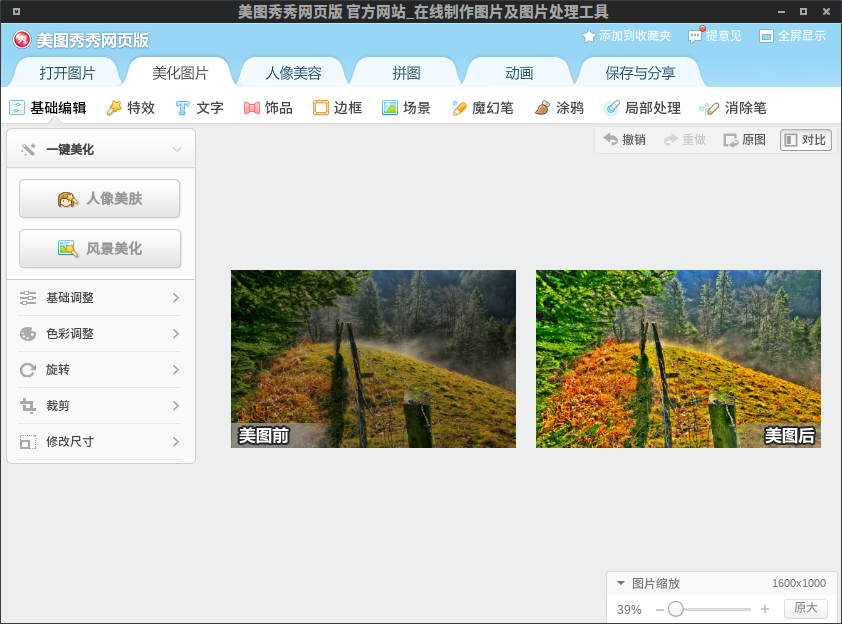 美图秀秀网页版 官方网站_在线制作图片及图片处理工具
秀 美图秀秀网页版 添加到收藏夹 提意见 全屏显示
打开图片 美化图片 人像美容 拼图 动画 保存与分享
基础编辑 特效 文字 饰品 边框 场景 魔幻笔 涂鸦 局部处理 消除笔
一键美化 撤销 重做 原图 对比
人像美肤
风景美化
基础调整
色彩调整
旋转
裁剪
修改尺寸
美图前 美图后
图片缩放 1600x1000
39% 原大